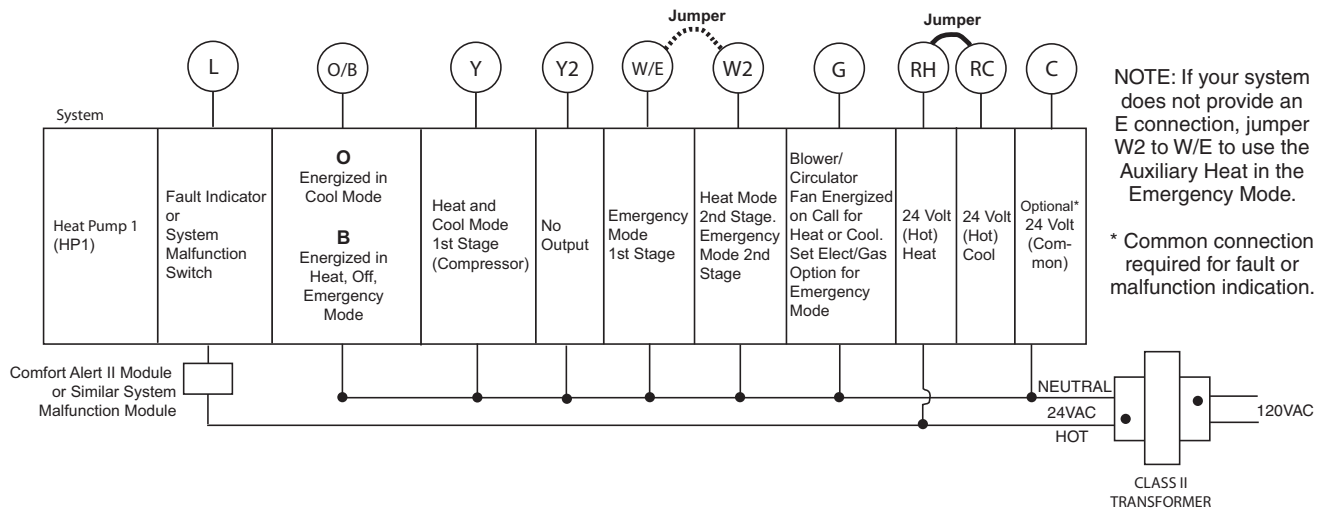 Jumper
Jumper
L
O/B
Y
Y2
W/E
W2
G
RH
RC
C
System
Heat Pump 1
(HP1)
Fault Indicator
or
System
Malfunction
Switch
O
Energized in
Cool Mode
B
Energized in
Heat, Off,
Emergency
Mode
Heat and
Cool Mode
1st Stage
(Compressor)
No
Output
Emergency
Mode
1st Stage
Heat Mode
2nd Stage.
Emergency
Mode 2nd
Stage
Blower/
Circulator
Fan Energized
on Call for
Heat or Cool.
Set Elect/Gas
Option for
Emergency
Mode
24 Volt
(Hot)
Heat
24 Volt
(Hot)
Cool
Optional*
24 Volt
(Com-
mon)
NOTE: If your system
does not provide an
E connection, jumper
W2 to W/E to use the
Auxiliary Heat in the
Emergency Mode.
* Common connection
required for fault or
malfunction indication.
Comfort Alert II Module
or Similar System
Malfunction Module
NEUTRAL
24VAC
HOT
120VAC
CLASS II
TRANSFORMER